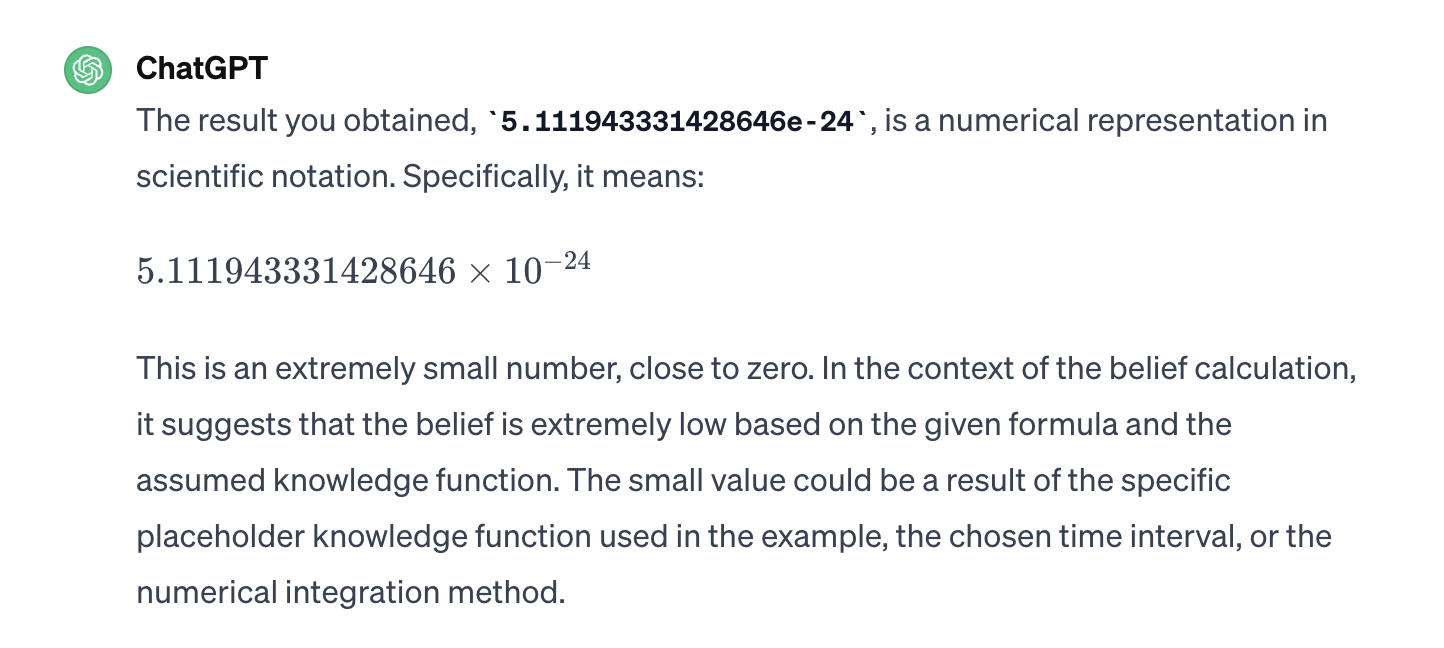 ChatGPT
The result you obtained, `5.111943331428646e-24`, is a numerical representation in
scientific notation. Specifically, it means:
5.111943331428646 × 10⁻²⁴
This is an extremely small number, close to zero. In the context of the belief calculation,
it suggests that the belief is extremely low based on the given formula and the
assumed knowledge function. The small value could be a result of the specific
placeholder knowledge function used in the example, the chosen time interval, or the
numerical integration method.